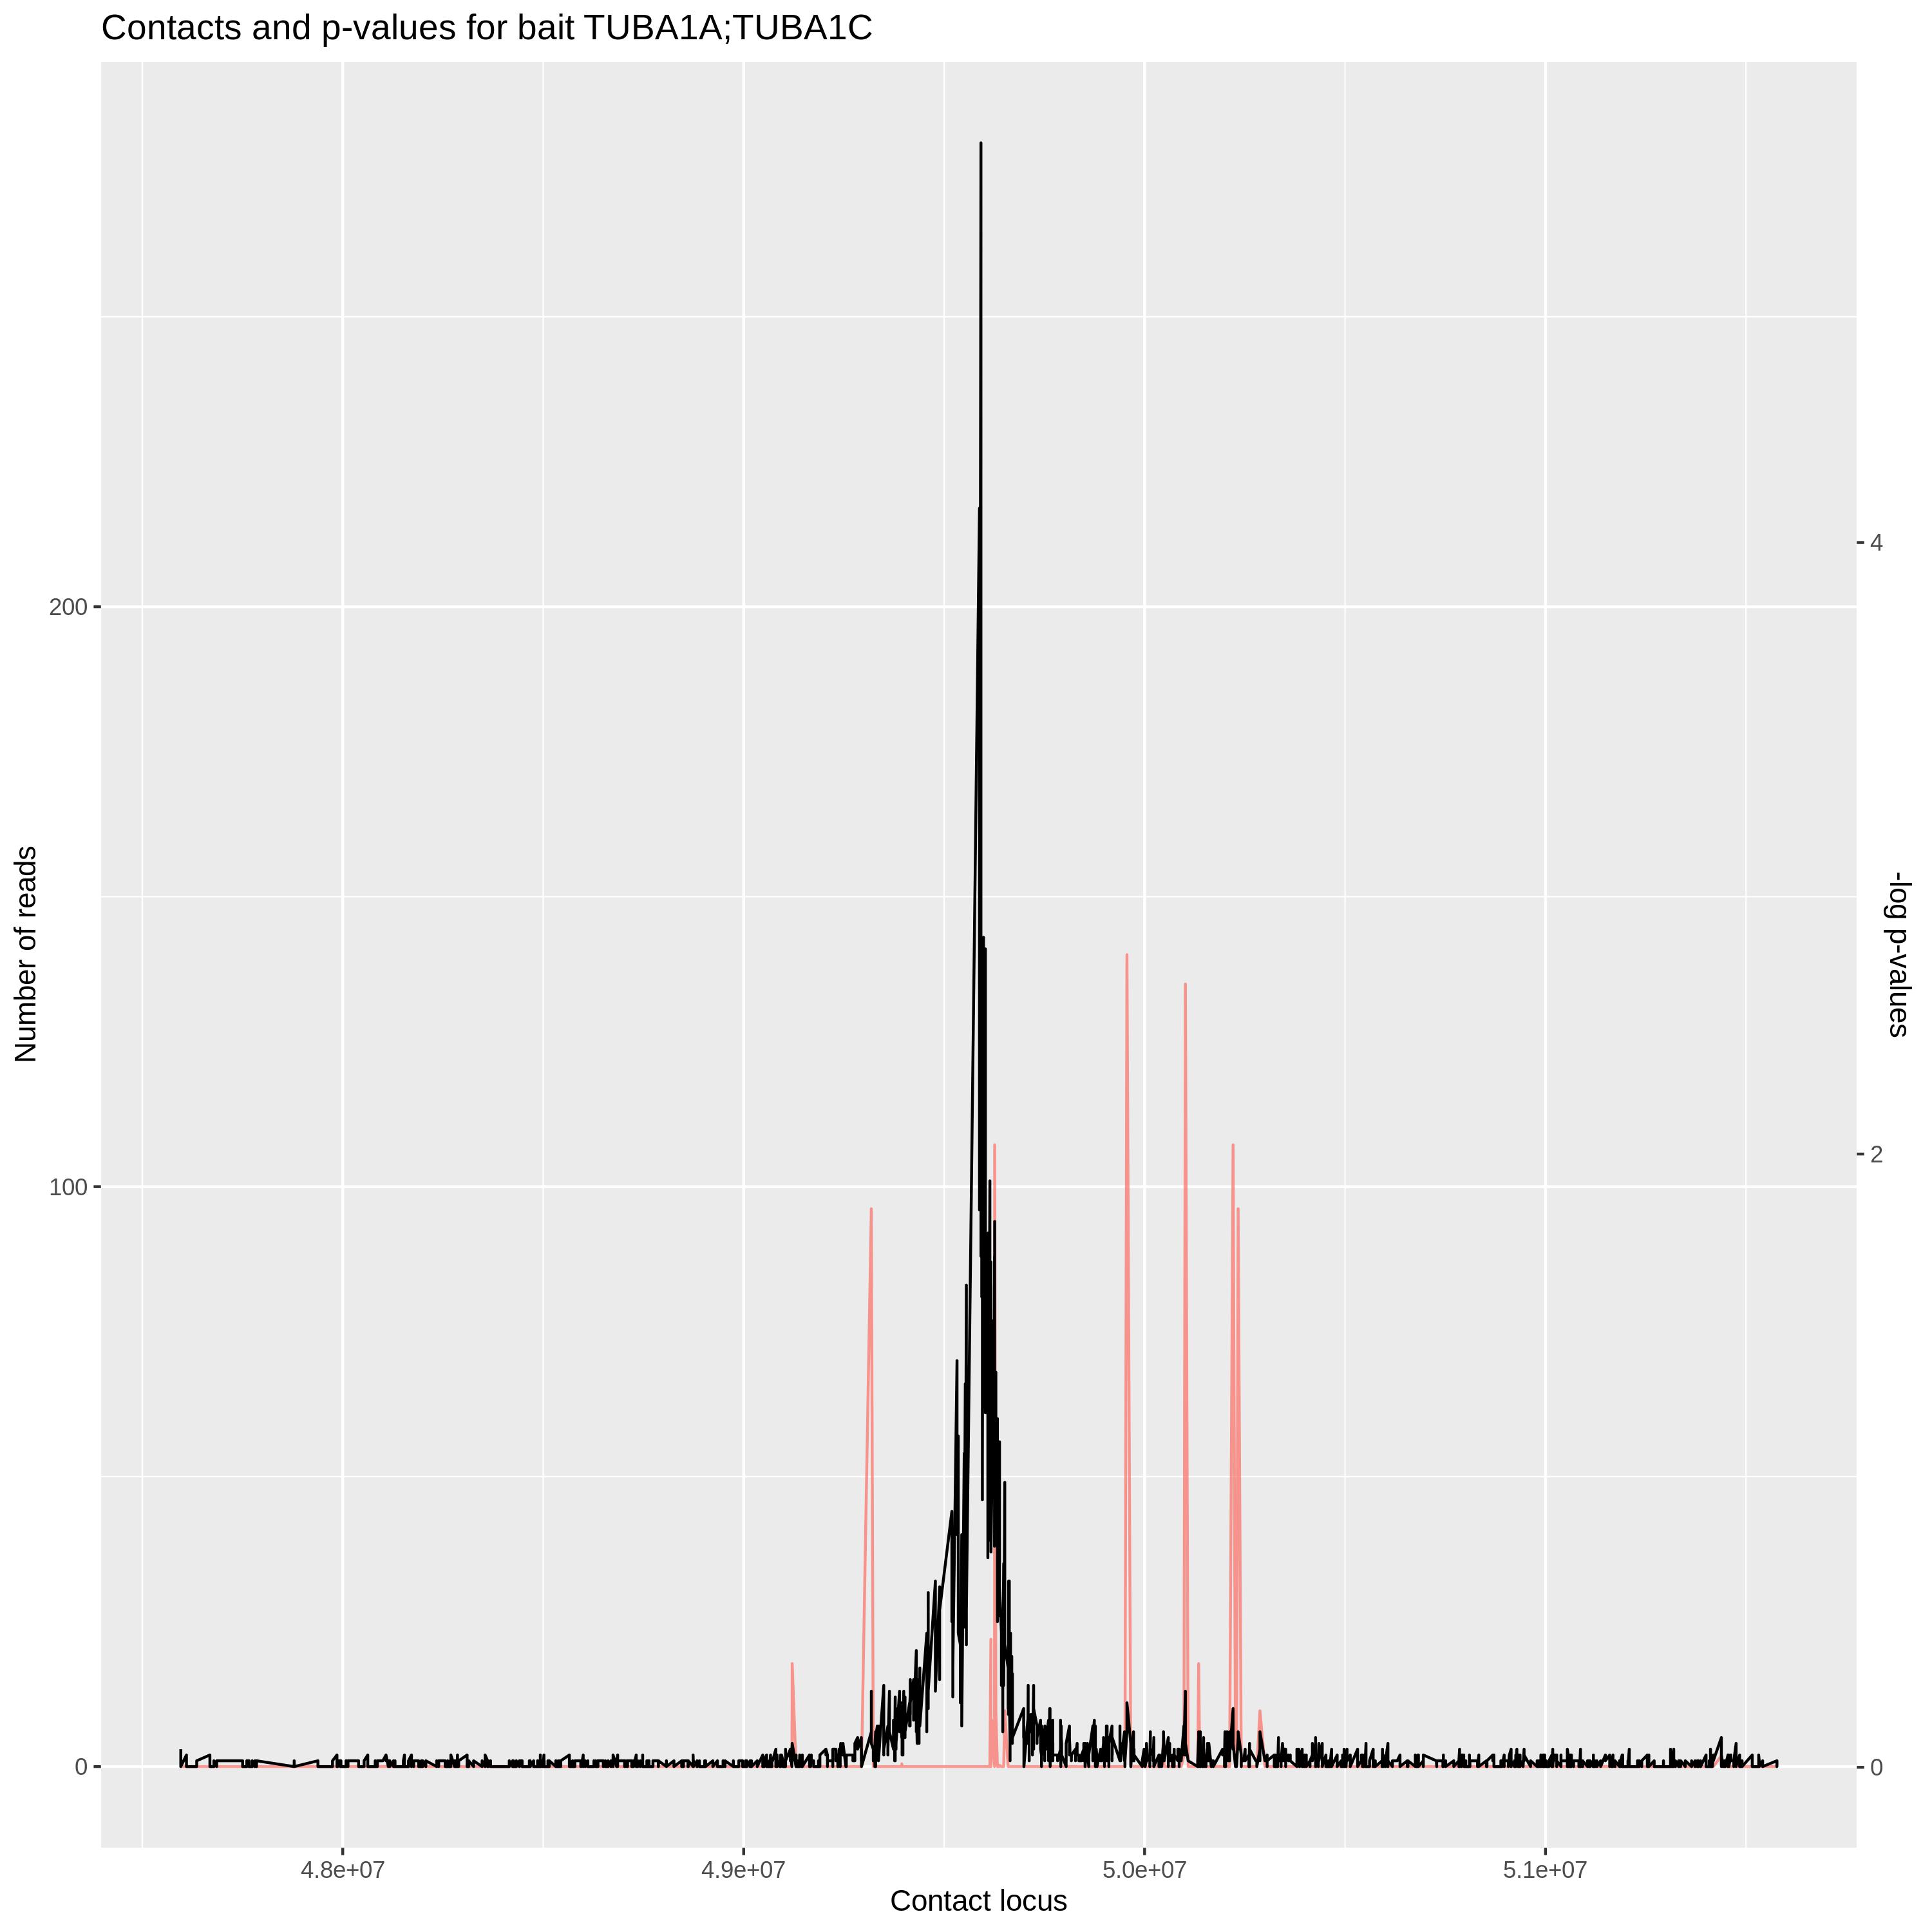 Contacts and p-values for bait TUBA1A;TUBA1C
Number of reads
200
100
0
4
2
0
-log p-values
4.8e+07
4.9e+07
5.0e+07
5.1e+07
Contact locus